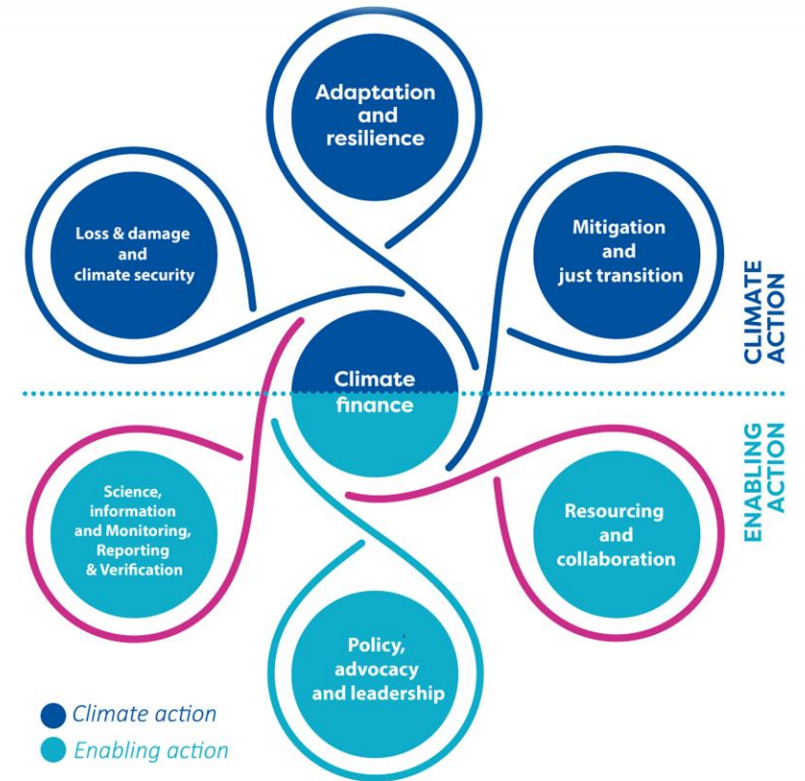 Adaptation
and
resilience
Loss & damage
and
climate security
Mitigation
and
just transition
CLIMATE
ACTION
Climate
finance
ENABLING
ACTION
Science,
information
and Monitoring,
Reporting
& Verification
Resourcing
and
collaboration
Policy,
advocacy
and leadership
Climate action
Enabling action